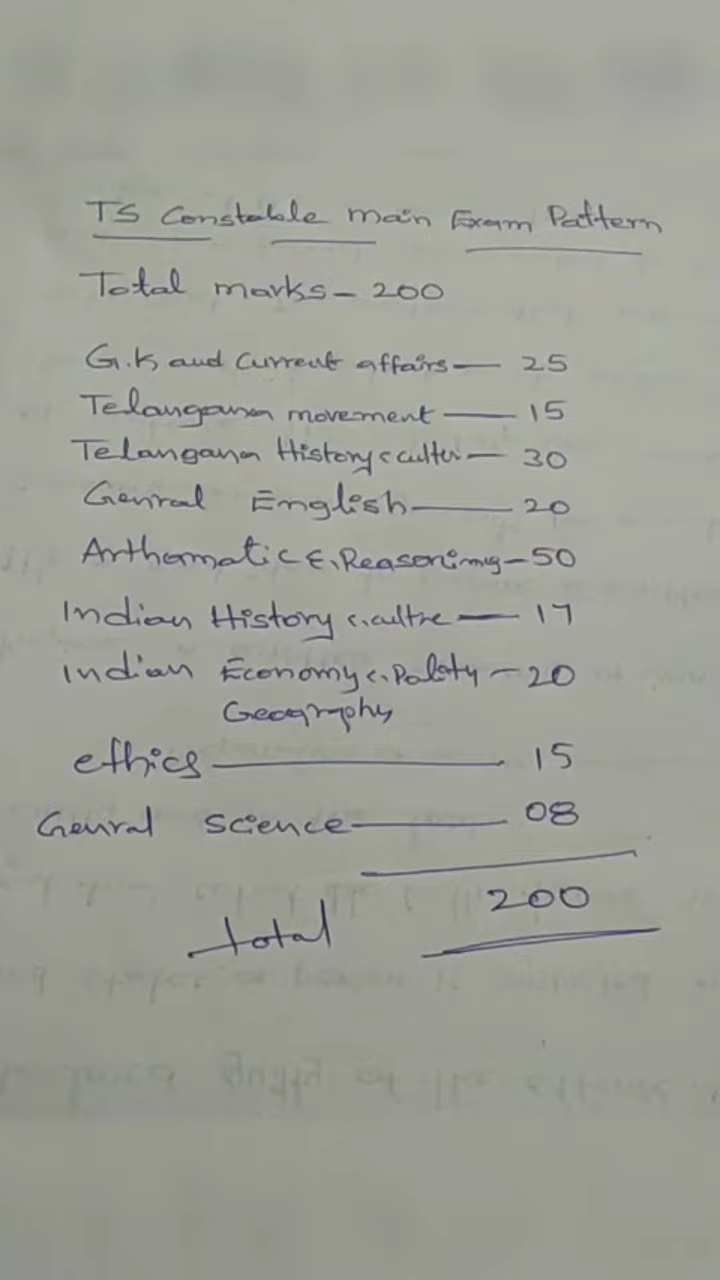 TS Constable main Exam Pattern
Total marks - 200
G.K and Current affairs — 25
Telangana movement — 15
Telangana History & cultur — 30
Genral English — 20
Arthamatic & Reasoning - 50
Indian History & cultre — 17
Indian Economy & Polity - 20
Geography
ethics — 15
Genral Science — 08
Total 200